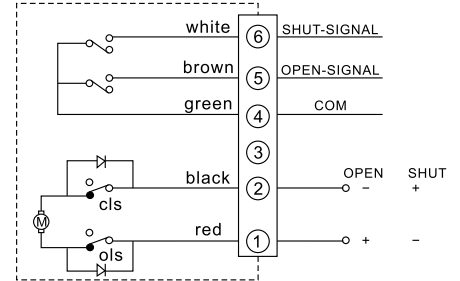 white 6 SHUT-SIGNAL
brown 5 OPEN-SIGNAL
green 4 COM
3
black 2 OPEN SHUT
cls − +
M
red 1 + −
ols